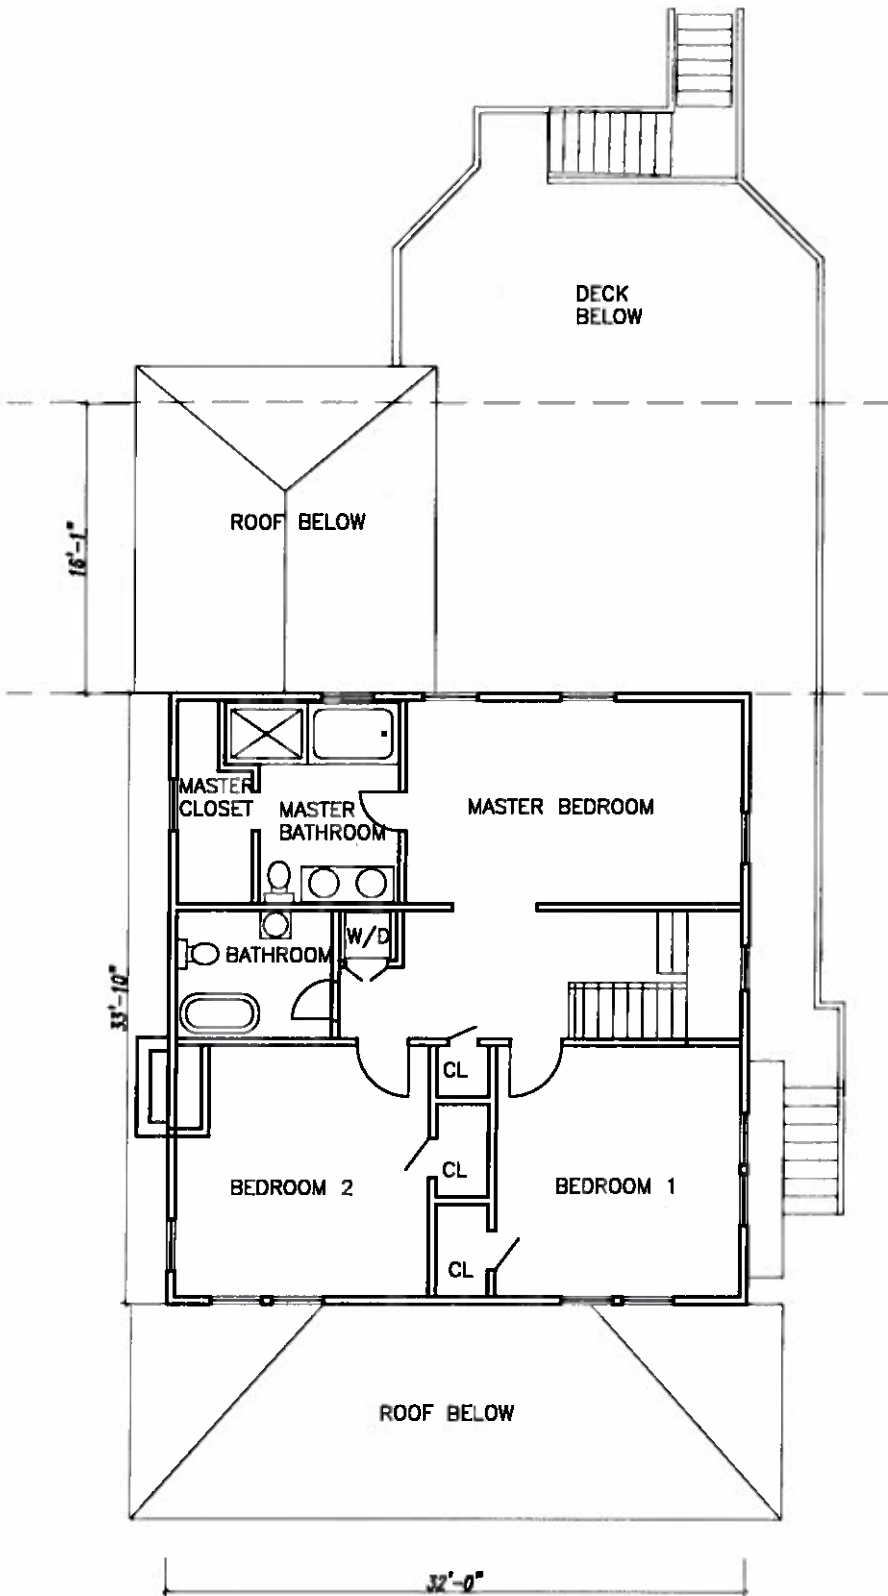 DECK
BELOW
16'-1"
ROOF BELOW
MASTER
CLOSET
MASTER
BATHROOM
MASTER BEDROOM
W/D
BATHROOM
33'-10"
CL
CL
BEDROOM 2
BEDROOM 1
CL
ROOF BELOW
32'-0"